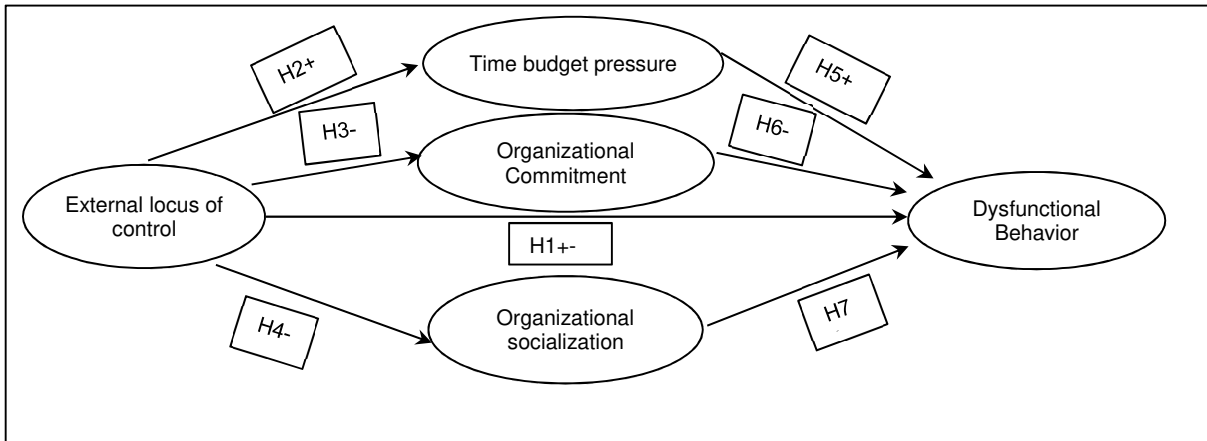 Time budget pressure
H2+
H5+
H3-
H6-
Organizational
Commitment
External locus of
control
Dysfunctional
Behavior
H1+-
H4-
Organizational
socialization
H7